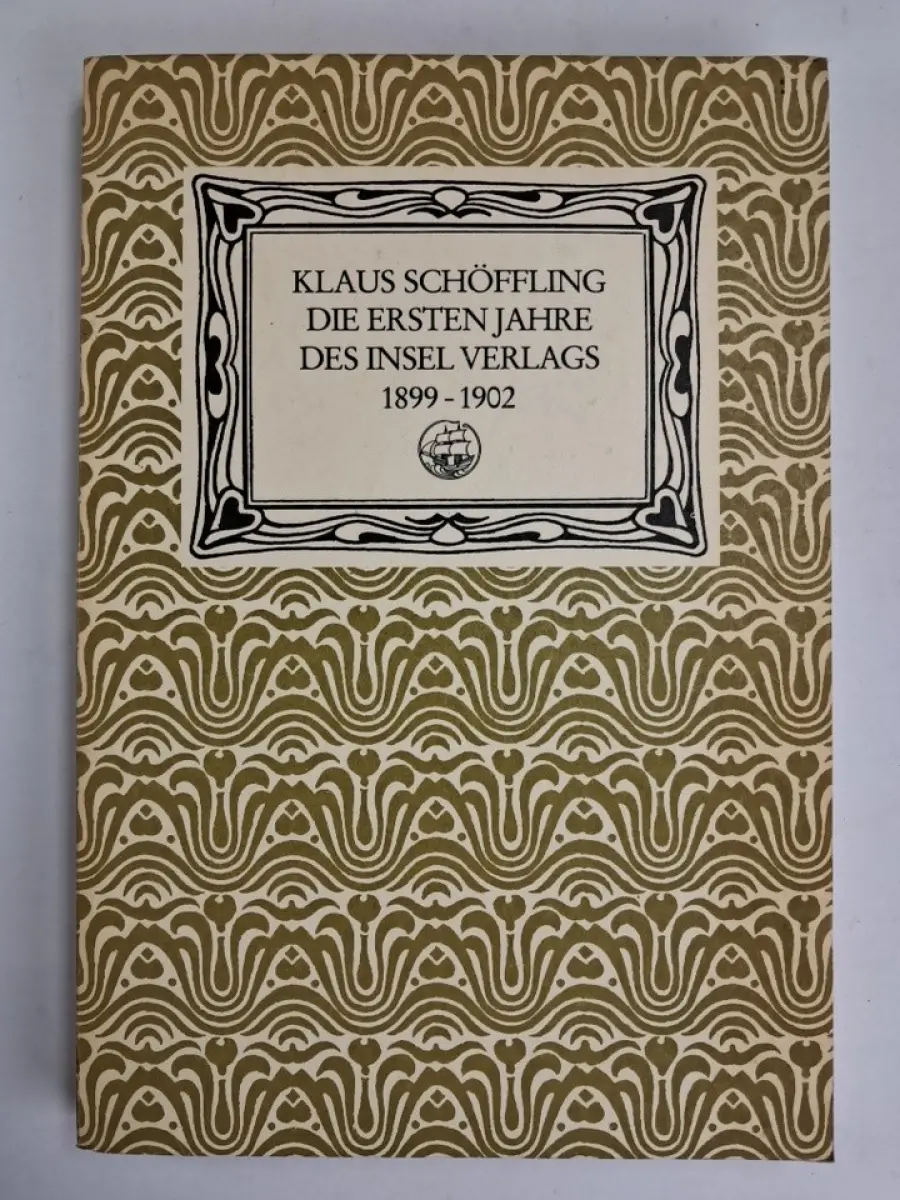 KLAUS SCHÖFFLING
DIE ERSTEN JAHRE
DES INSEL VERLAGS
1899 – 1902